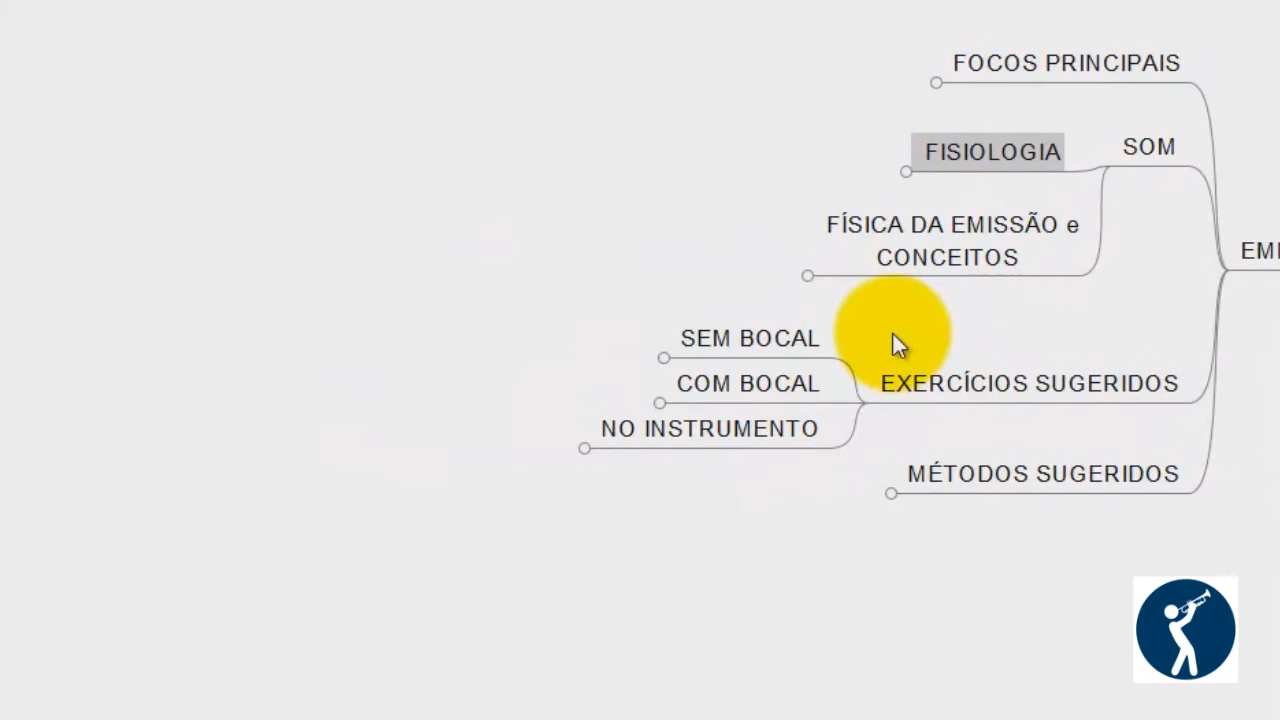 FOCOS PRINCIPAIS
SOM
FISIOLOGIA
FÍSICA DA EMISSÃO e
CONCEITOS
SEM BOCAL
COM BOCAL
EXERCÍCIOS SUGERIDOS
NO INSTRUMENTO
MÉTODOS SUGERIDOS